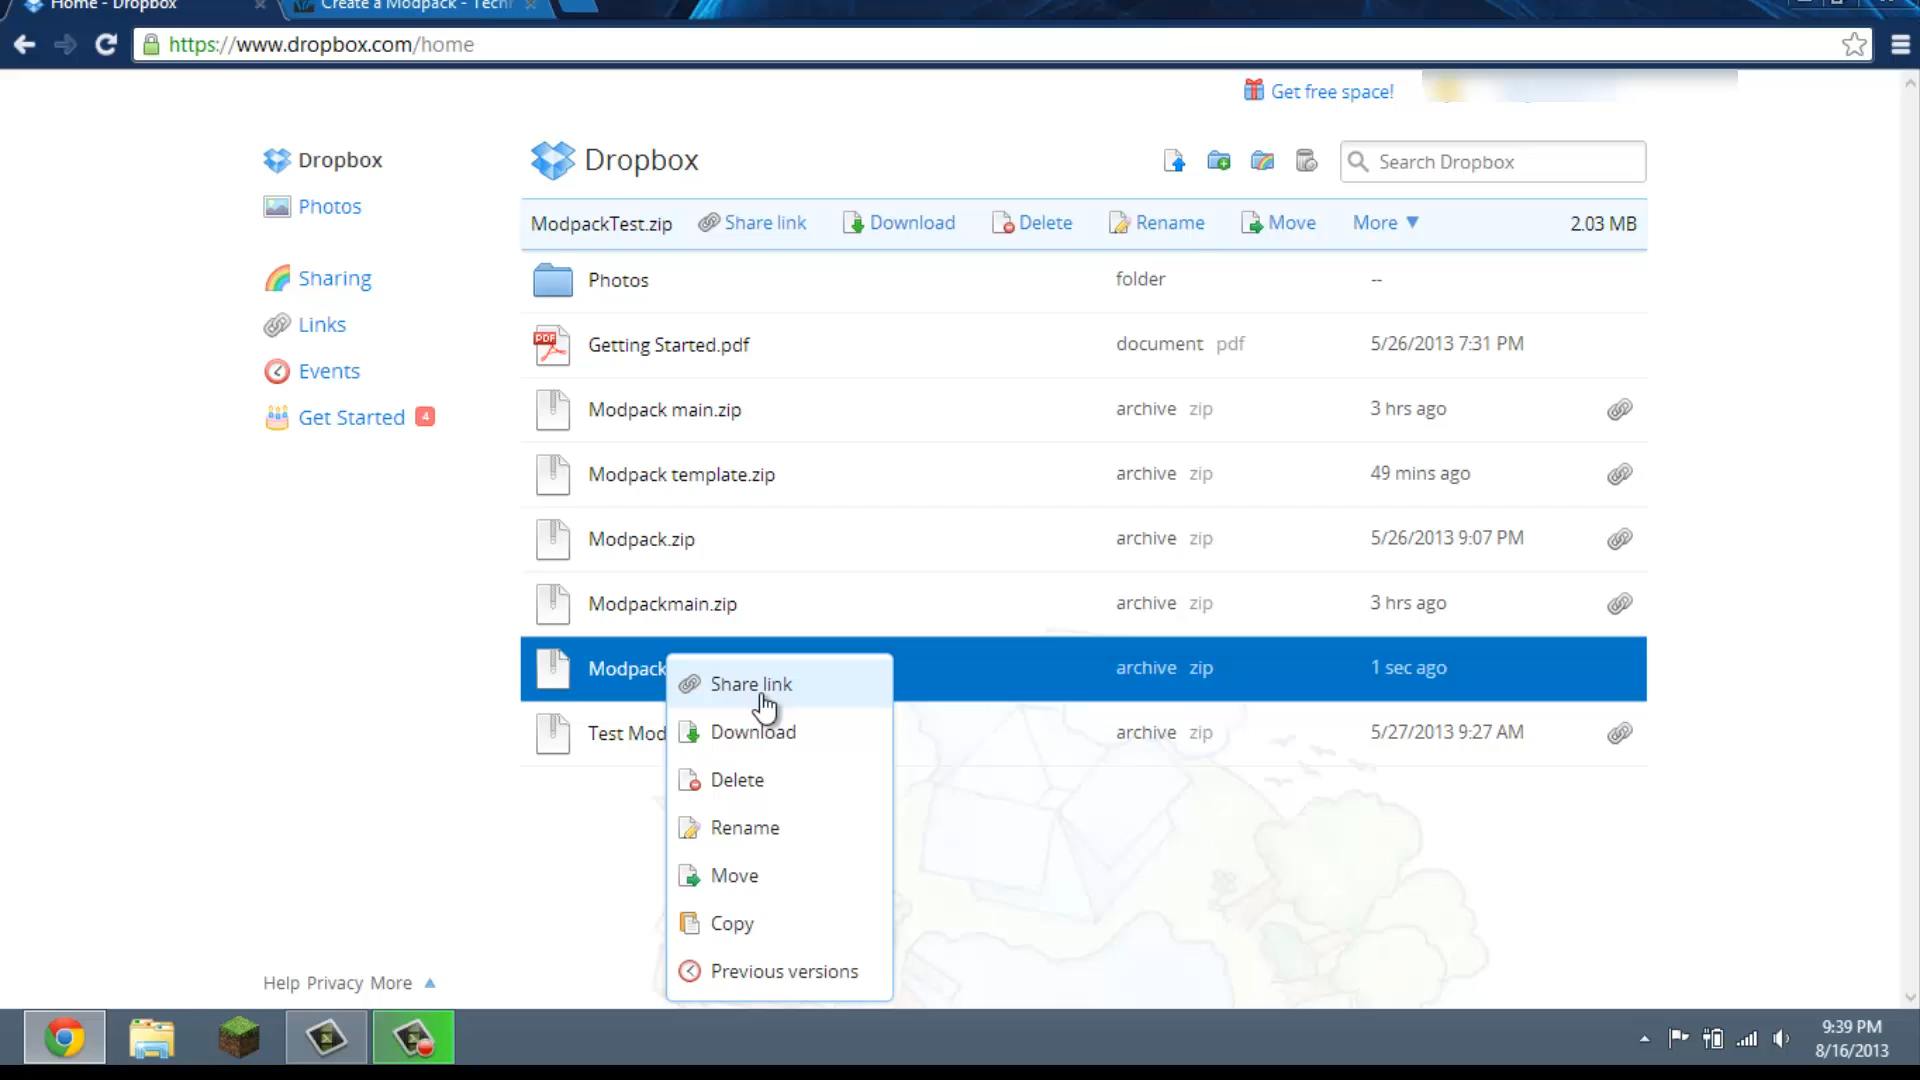 Home - Dropbox
Create a Modpack - Techn
https://www.dropbox.com/home
Get free space!
Dropbox
Photos
Sharing
Links
Events
Get Started 4
Dropbox
Search Dropbox
ModpackTest.zip Share link Download Delete Rename Move More ▼ 2.03 MB
Photos folder --
Getting Started.pdf document pdf 5/26/2013 7:31 PM
Modpack main.zip archive zip 3 hrs ago
Modpack template.zip archive zip 49 mins ago
Modpack.zip archive zip 5/26/2013 9:07 PM
Modpackmain.zip archive zip 3 hrs ago
Modpack archive zip 1 sec ago
Test Mod archive zip 5/27/2013 9:27 AM
Share link
Download
Delete
Rename
Move
Copy
Previous versions
Help Privacy More ▲
9:39 PM
8/16/2013